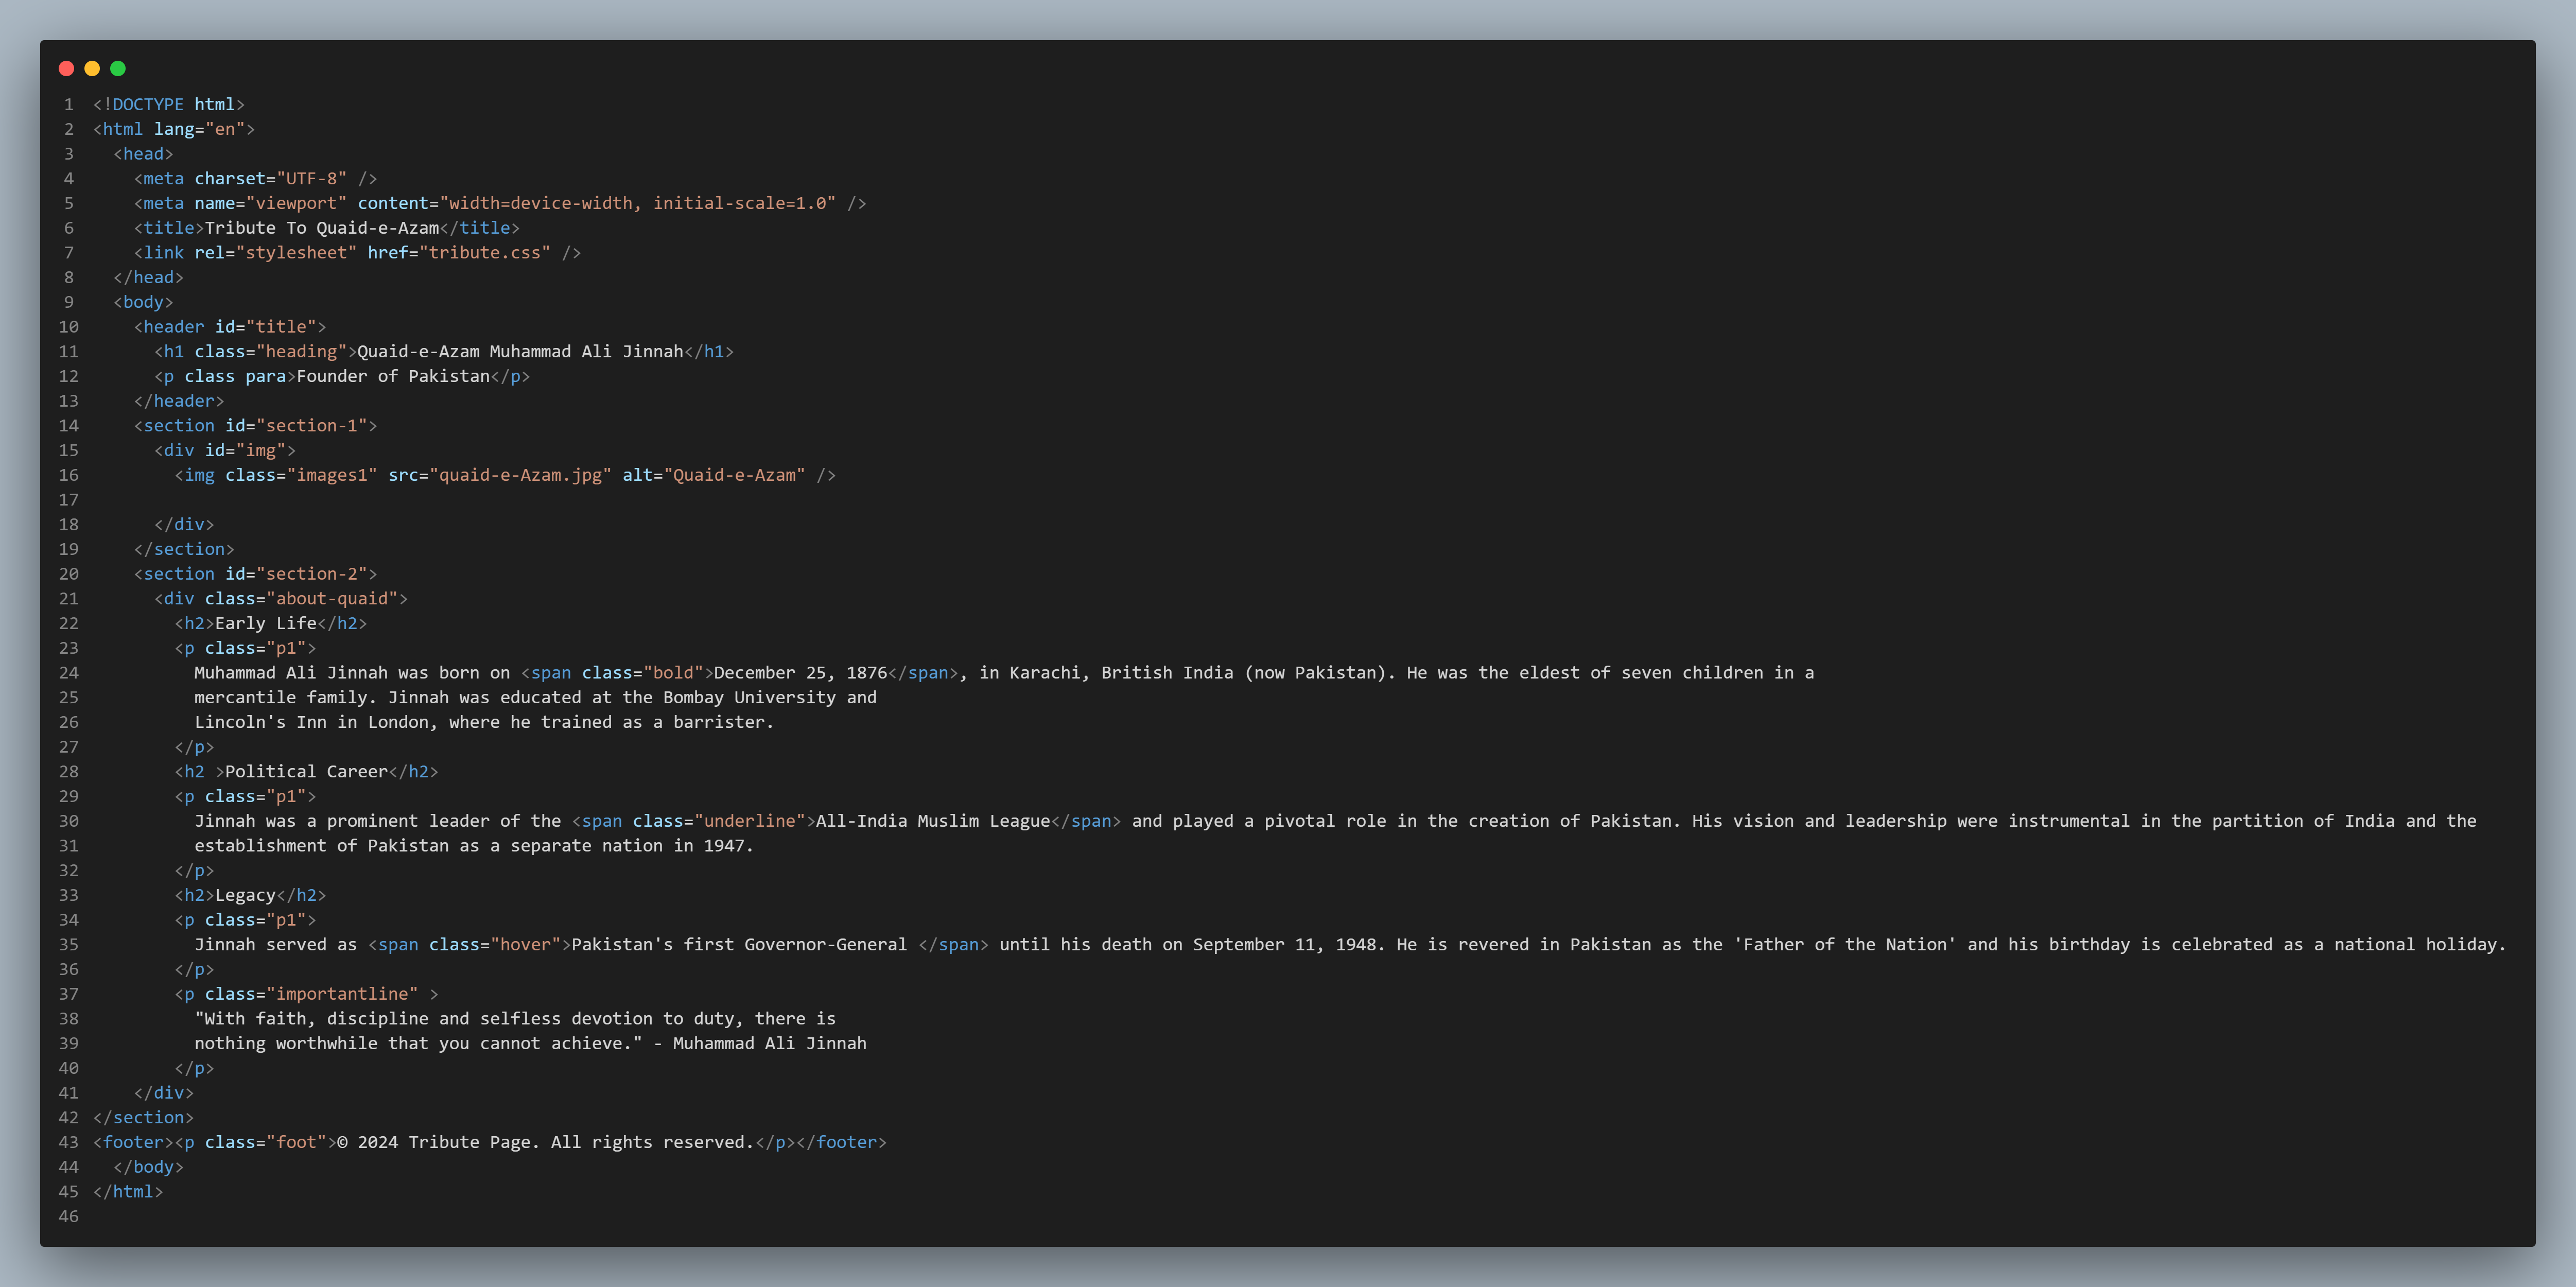 1 <!DOCTYPE html>
2 <html lang="en">
3   <head>
4     <meta charset="UTF-8" />
5     <meta name="viewport" content="width=device-width, initial-scale=1.0" />
6     <title>Tribute To Quaid-e-Azam</title>
7     <link rel="stylesheet" href="tribute.css" />
8   </head>
9   <body>
10     <header id="title">
11       <h1 class="heading">Quaid-e-Azam Muhammad Ali Jinnah</h1>
12       <p class para>Founder of Pakistan</p>
13     </header>
14     <section id="section-1">
15       <div id="img">
16         <img class="images1" src="quaid-e-Azam.jpg" alt="Quaid-e-Azam" />
17
18       </div>
19     </section>
20     <section id="section-2">
21       <div class="about-quaid">
22         <h2>Early Life</h2>
23         <p class="p1">
24           Muhammad Ali Jinnah was born on <span class="bold">December 25, 1876</span>, in Karachi, British India (now Pakistan). He was the eldest of seven children in a
25           mercantile family. Jinnah was educated at the Bombay University and
26           Lincoln's Inn in London, where he trained as a barrister.
27         </p>
28         <h2 >Political Career</h2>
29         <p class="p1">
30           Jinnah was a prominent leader of the <span class="underline">All-India Muslim League</span> and played a pivotal role in the creation of Pakistan. His vision and leadership were instrumental in the partition of India and the
31           establishment of Pakistan as a separate nation in 1947.
32         </p>
33         <h2>Legacy</h2>
34         <p class="p1">
35           Jinnah served as <span class="hover">Pakistan's first Governor-General </span> until his death on September 11, 1948. He is revered in Pakistan as the 'Father of the Nation' and his birthday is celebrated as a national holiday.
36         </p>
37         <p class="importantline" >
38           "With faith, discipline and selfless devotion to duty, there is
39           nothing worthwhile that you cannot achieve." - Muhammad Ali Jinnah
40         </p>
41     </div>
42 </section>
43 <footer><p class="foot">© 2024 Tribute Page. All rights reserved.</p></footer>
44   </body>
45 </html>
46